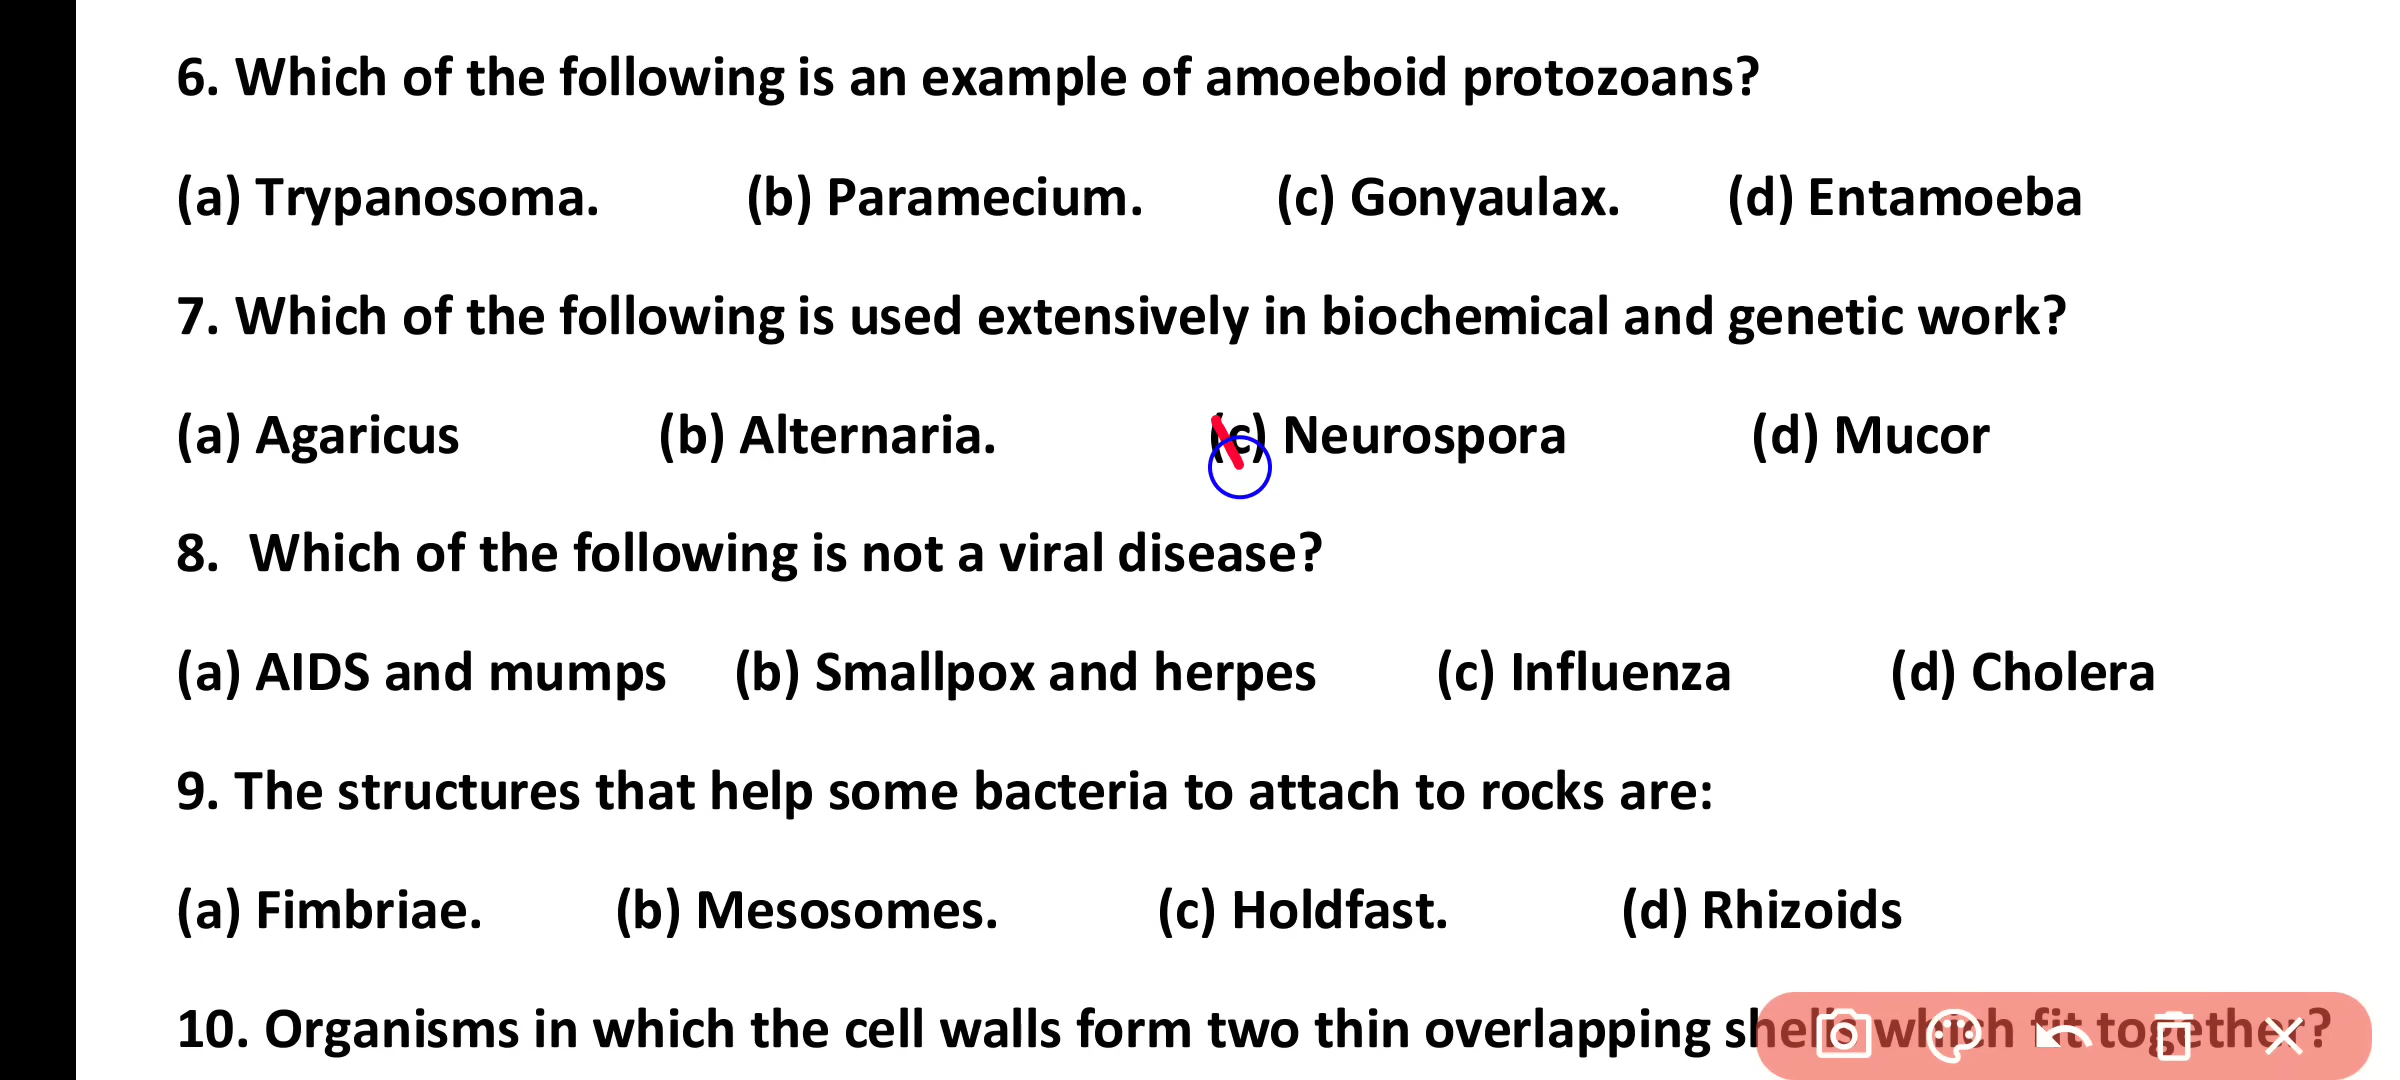 6. Which of the following is an example of amoeboid protozoans?
(a) Trypanosoma. (b) Paramecium. (c) Gonyaulax. (d) Entamoeba
7. Which of the following is used extensively in biochemical and genetic work?
(a) Agaricus (b) Alternaria. (c) Neurospora (d) Mucor
8. Which of the following is not a viral disease?
(a) AIDS and mumps (b) Smallpox and herpes (c) Influenza (d) Cholera
9. The structures that help some bacteria to attach to rocks are:
(a) Fimbriae. (b) Mesosomes. (c) Holdfast. (d) Rhizoids
10. Organisms in which the cell walls form two thin overlapping shells which fit together?